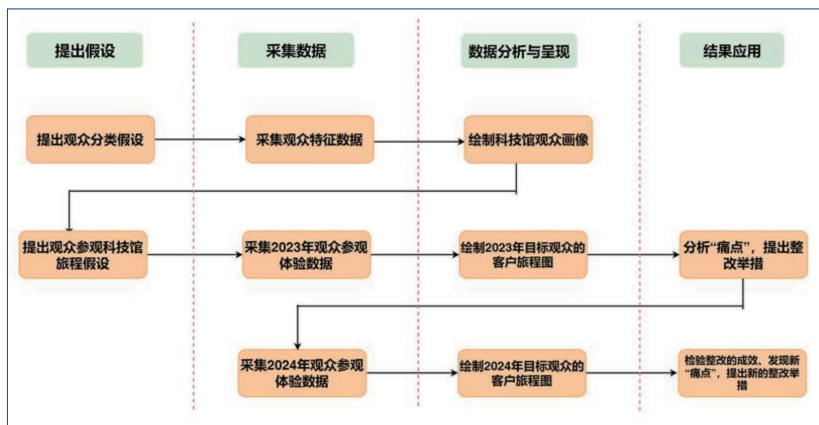 提出假设
采集数据
数据分析与呈现
结果应用
提出观众分类假设
采集观众特征数据
绘制科技馆观众画像
提出观众参观科技馆
旅程假设
采集2023年观众参观
体验数据
绘制2023年目标观众的
客户旅程图
分析“痛点”，提出整
改举措
采集2024年观众参观
体验数据
绘制2024年目标观众的
客户旅程图
检验整改的成效、发现新
“痛点”，提出新的整改举
措